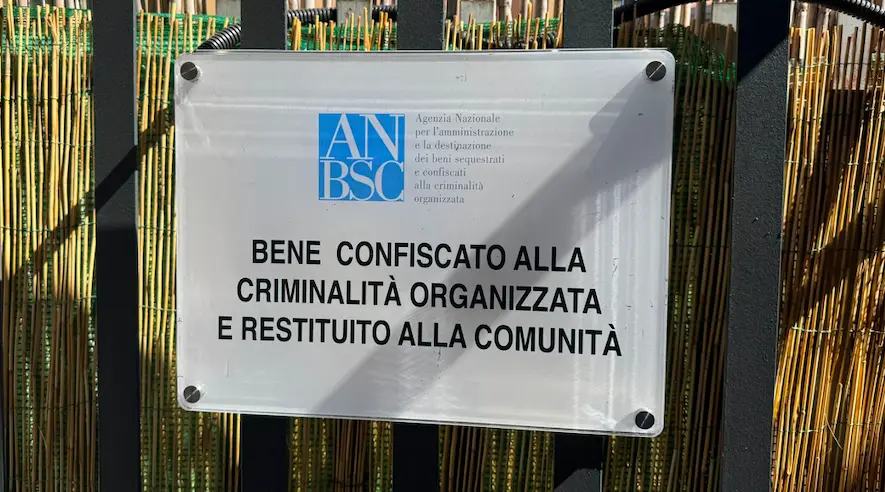 AN
BSC
Agenzia Nazionale
per l'amministrazione
e la destinazione
dei beni sequestrati
e confiscati
alla criminalità
organizzata
BENE CONFISCATO ALLA
CRIMINALITÀ ORGANIZZATA
E RESTITUITO ALLA COMUNITÀ